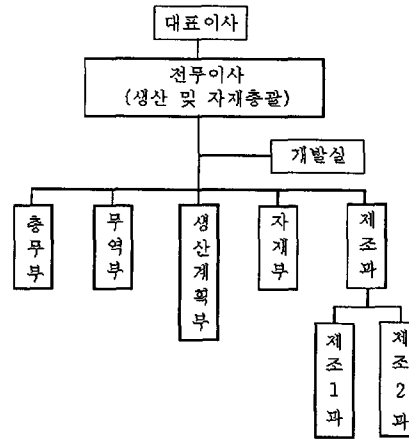 대표이사
전무이사
(생산 및 자재총괄)
개발실
총무부
무역부
생산계획부
자재부
제조과
제조1과
제조2과